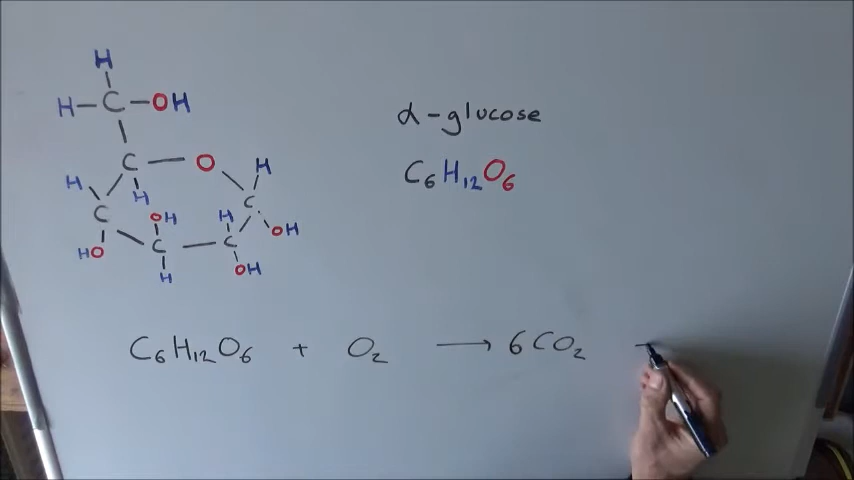 H
H C OH
α-glucose
C O H
C₆H₁₂O₆
H H C
C OH H C OH
HO C OH
H
C₆H₁₂O₆ + O₂ → 6CO₂